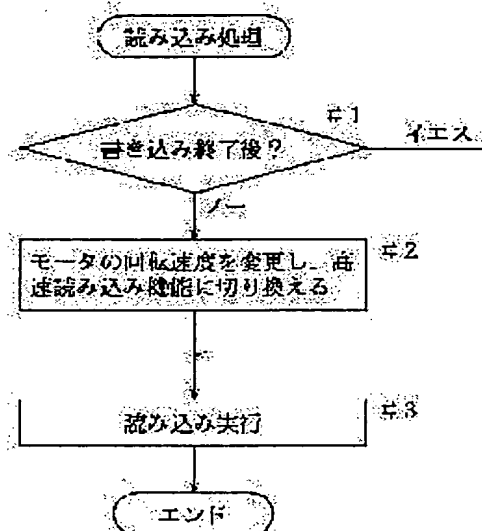 読み込み処理
#1
書き込み終了後?
イエス
ノー
#2
モータの回転速度を変更し、高
速読み込み機能に切り換える
読み込み実行
#3
エンド